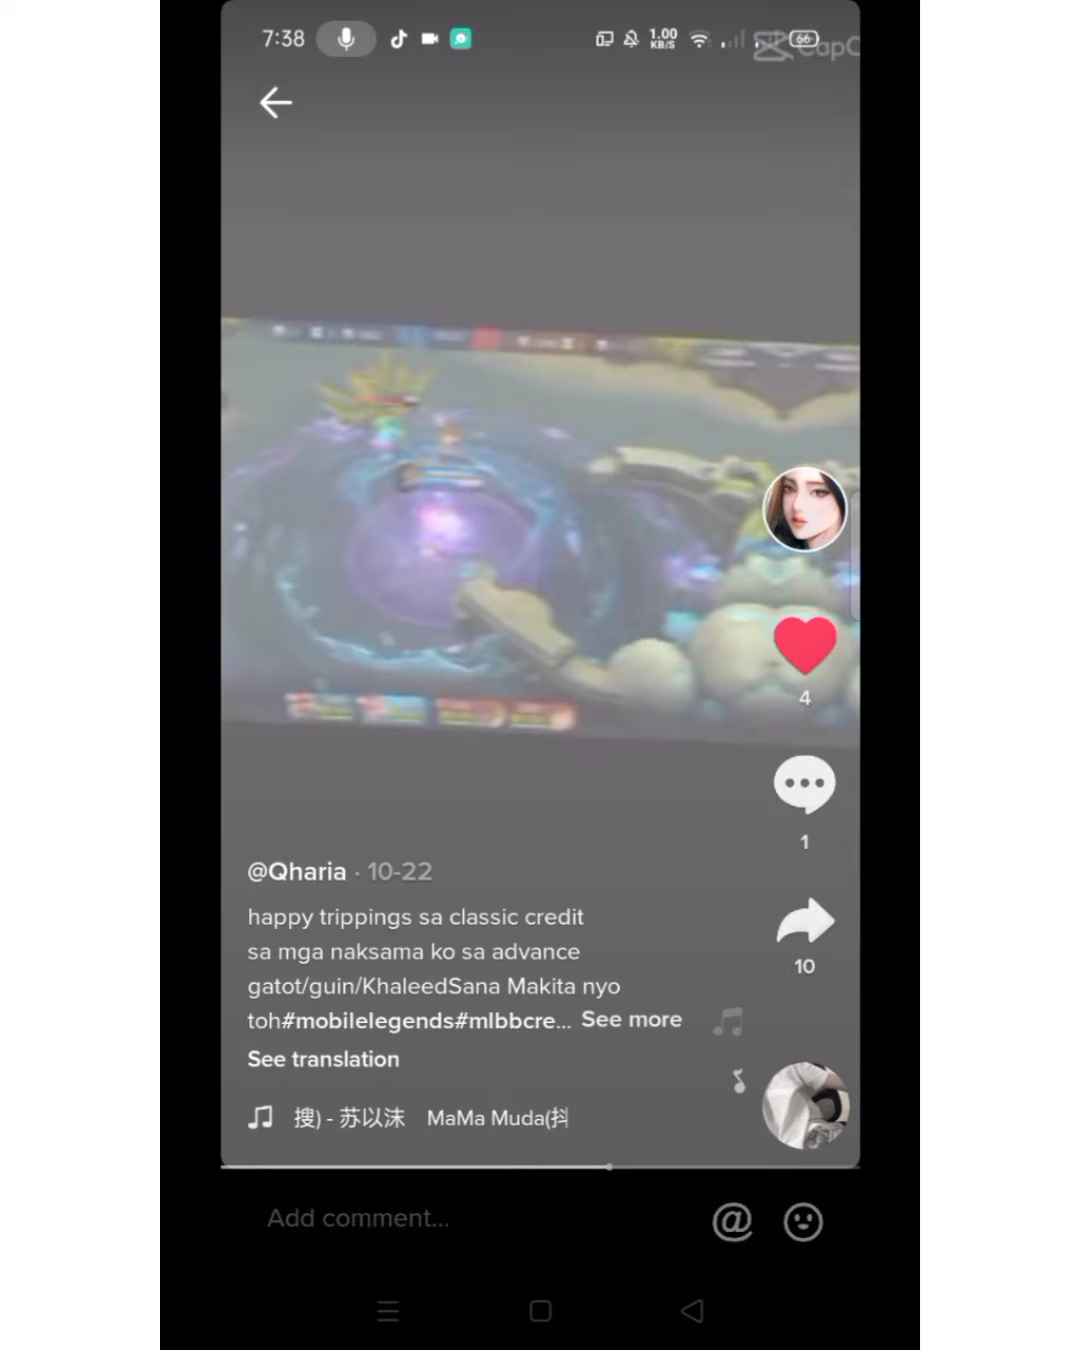 7:38
1.00
KB/S
66
CapC
@Qharia · 10-22
happy trippings sa classic credit
sa mga naksama ko sa advance
gatot/guin/KhaleedSana Makita nyo
toh#mobilelegends#mlbbcre... See more
See translation
搜) - 苏以沫 MaMa Muda(抖
4
1
10
Add comment...